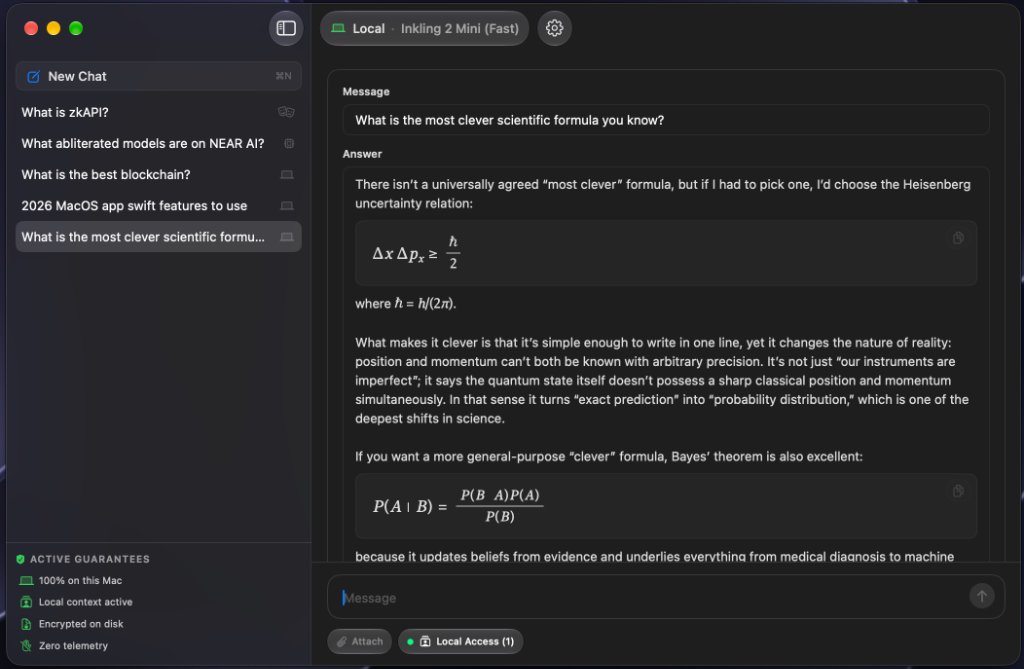 Local · Inkling 2 Mini (Fast)
New Chat ⌘N
What is zkAPI?
What abliterated models are on NEAR AI?
What is the best blockchain?
2026 MacOS app swift features to use
What is the most clever scientific formu...
ACTIVE GUARANTEES
100% on this Mac
Local context active
Encrypted on disk
Zero telemetry
Message
What is the most clever scientific formula you know?
Answer
There isn’t a universally agreed “most clever” formula, but if I had to pick one, I’d choose the Heisenberg
uncertainty relation:
Δx Δpₓ ≥ ℏ/2
where ℏ = h/(2π).
What makes it clever is that it’s simple enough to write in one line, yet it changes the nature of reality:
position and momentum can’t both be known with arbitrary precision. It’s not just “our instruments are
imperfect”; it says the quantum state itself doesn’t possess a sharp classical position and momentum
simultaneously. In that sense it turns “exact prediction” into “probability distribution,” which is one of the
deepest shifts in science.
If you want a more general-purpose “clever” formula, Bayes’ theorem is also excellent:
P(A | B) = P(B A)P(A) / P(B)
because it updates beliefs from evidence and underlies everything from medical diagnosis to machine
Message
Attach
Local Access (1)